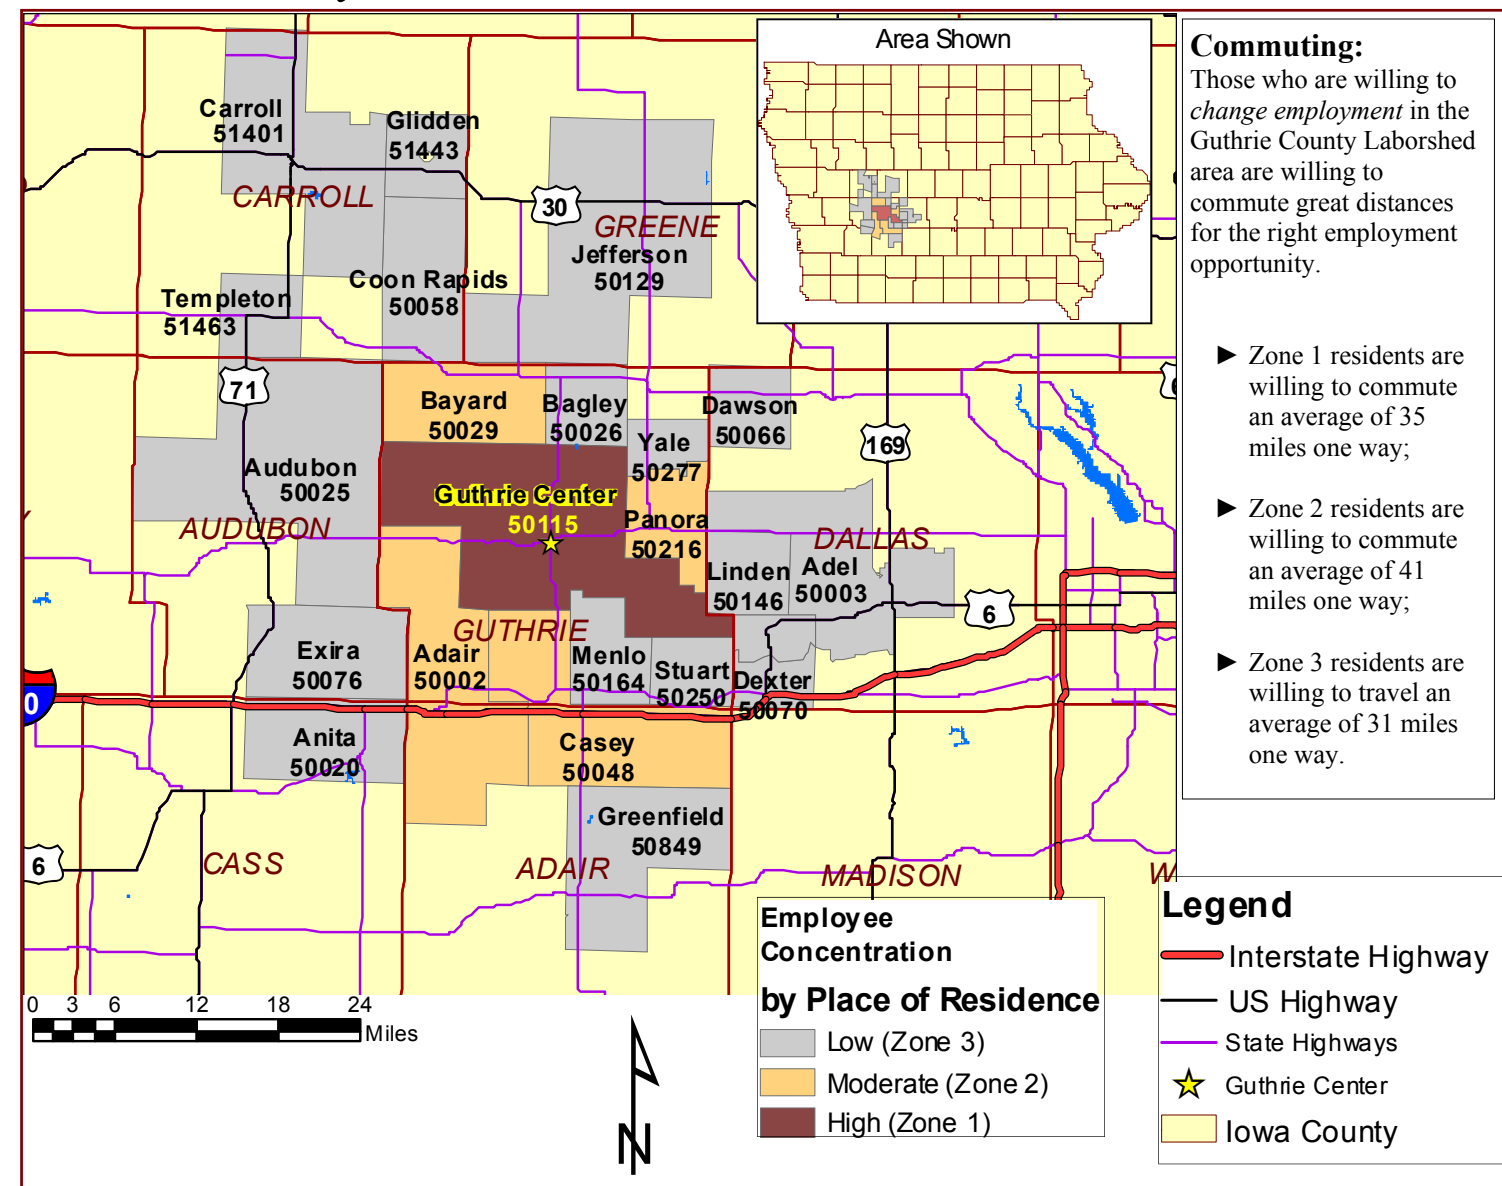 Area Shown
Commuting:
Those who are willing to
change employment in the
Guthrie County Laborshed
area are willing to
commute great distances
for the right employment
opportunity.
► Zone 1 residents are
willing to commute
an average of 35
miles one way;
► Zone 2 residents are
willing to commute
an average of 41
miles one way;
► Zone 3 residents are
willing to travel an
average of 31 miles
one way.
Carroll
51401
Glidden
51443
CARROLL
30
GREENE
Jefferson
50129
Coon Rapids
50058
Templeton
51463
71
Bayard
50029
Bagley
50026
Dawson
50066
Yale
50277
169
Audubon
50025
AUDUBON
Guthrie Center
50115
Panora
50216
DALLAS
Linden
50146
Adel
50003
6
GUTHRIE
Exira
50076
Adair
50002
Menlo
50164
Stuart
50250
Dexter
50070
0
Anita
50020
Casey
50048
Greenfield
50849
6
CASS
ADAIR
MADISON
W
0 3 6 12 18 24
Miles
N
Employee
Concentration
by Place of Residence
Low (Zone 3)
Moderate (Zone 2)
High (Zone 1)
Legend
Interstate Highway
US Highway
State Highways
Guthrie Center
Iowa County